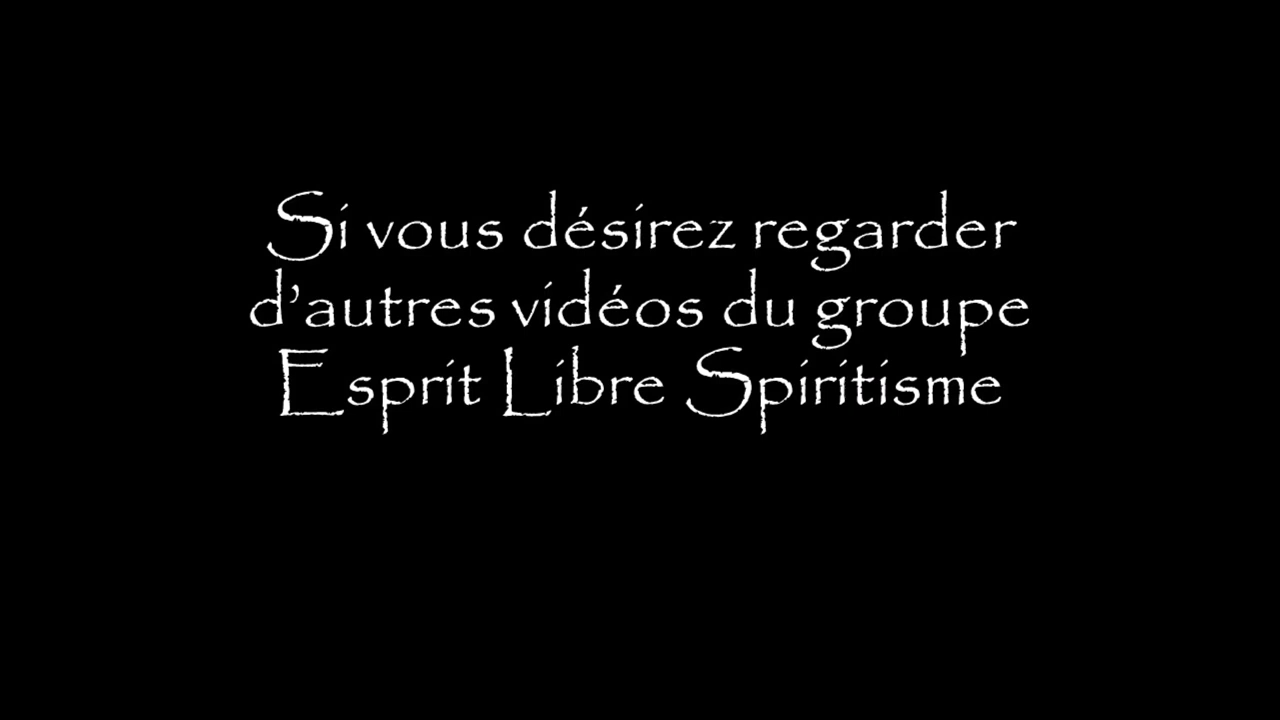 Si vous désirez regarder
d’autres vidéos du groupe
Esprit Libre Spiritisme